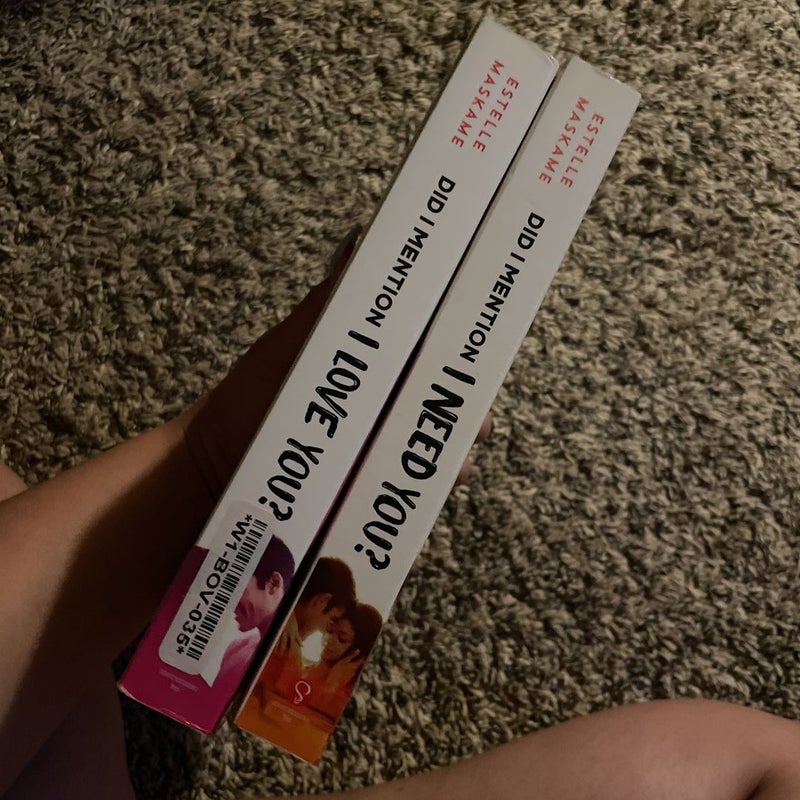 ESTELLE
MASKAME
DID I MENTION I LOVE YOU?
*W1-BOV-035*
ESTELLE
MASKAME
DID I MENTION I NEED YOU?